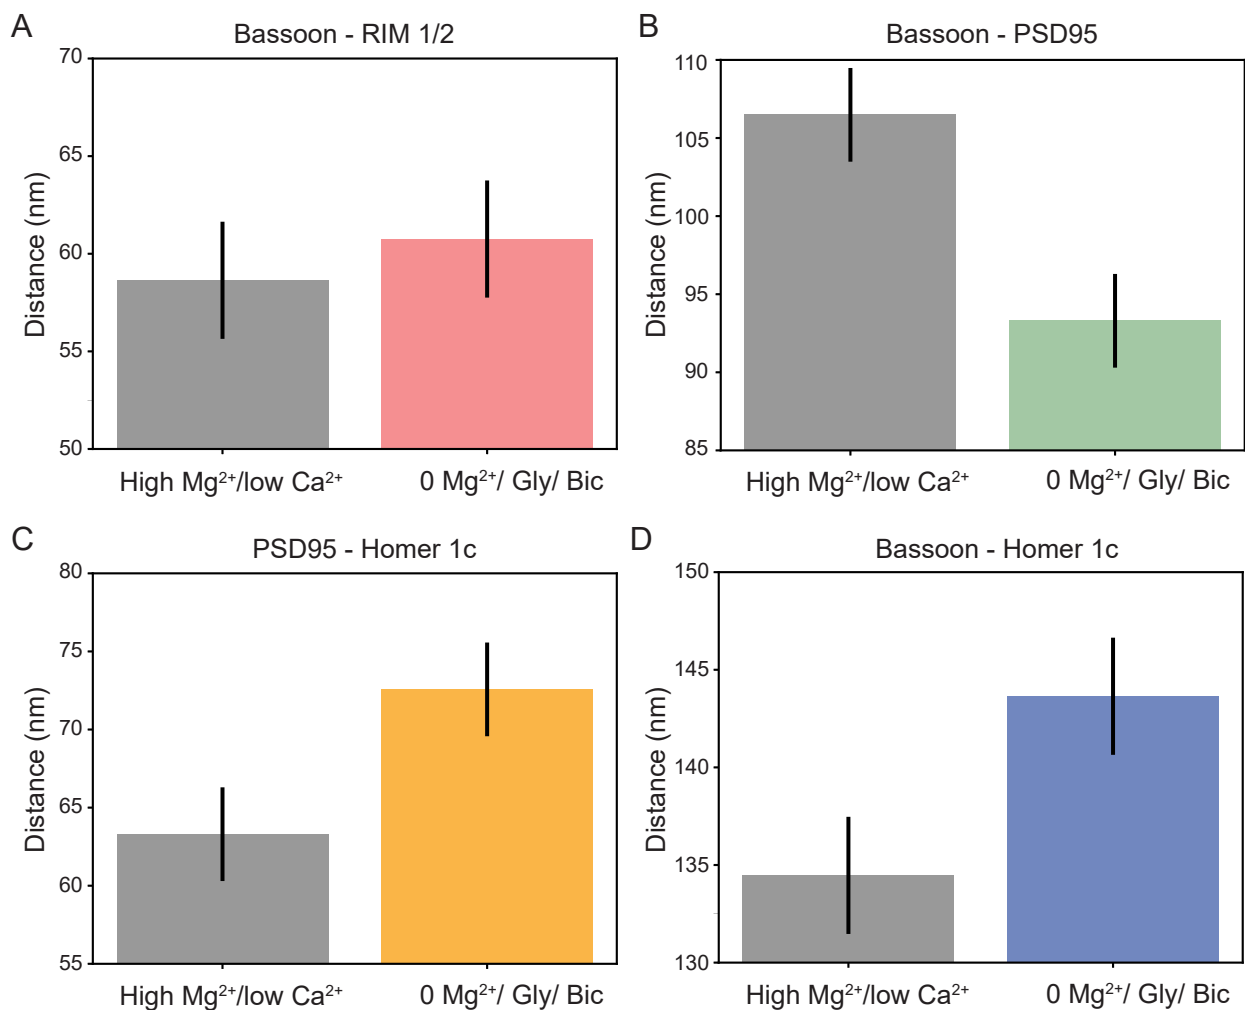 A
Bassoon - RIM 1/2
70
65
60
55
50
Distance (nm)
High Mg²⁺/low Ca²⁺
0 Mg²⁺/ Gly/ Bic
B
Bassoon - PSD95
110
105
100
95
90
85
Distance (nm)
High Mg²⁺/low Ca²⁺
0 Mg²⁺/ Gly/ Bic
C
PSD95 - Homer 1c
80
75
70
65
60
55
Distance (nm)
High Mg²⁺/low Ca²⁺
0 Mg²⁺/ Gly/ Bic
D
Bassoon - Homer 1c
150
145
140
135
130
Distance (nm)
High Mg²⁺/low Ca²⁺
0 Mg²⁺/ Gly/ Bic